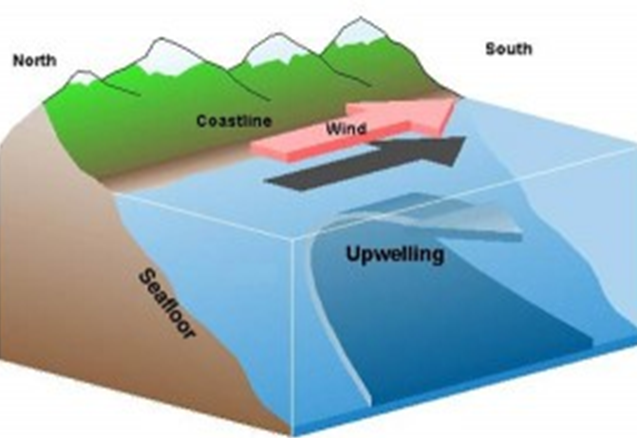 North
South
Coastline
Wind
Upwelling
Seafloor